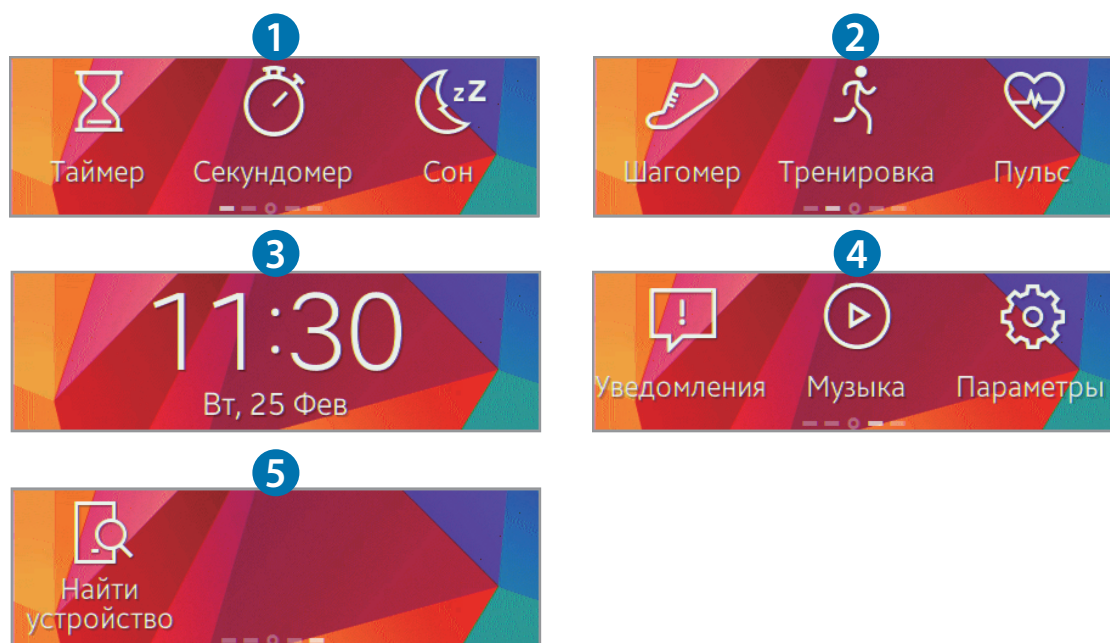 1
2
Таймер Секундомер Сон
Шагомер Тренировка Пульс
3
4
11:30
Вт, 25 Фев
Уведомления Музыка Параметры
5
Найти
устройство